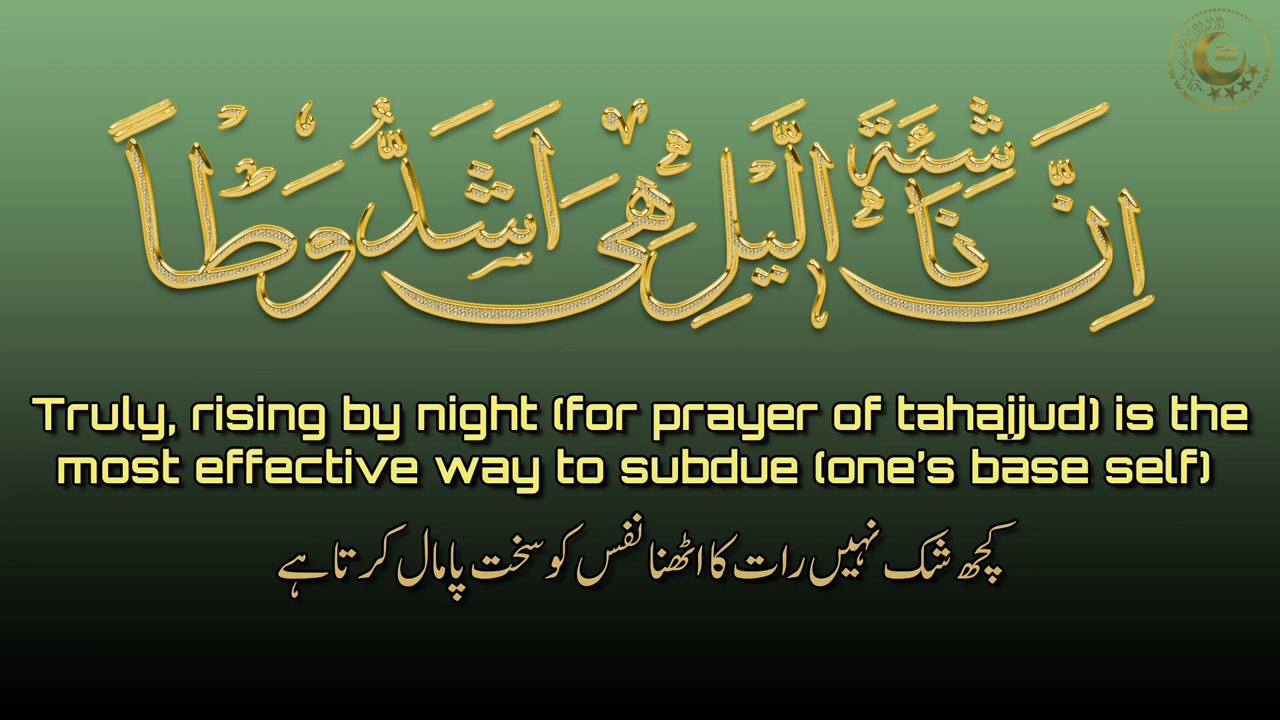 اِنَّ نَاشِئَةَ الَّیْلِ هِیَ اَشَدُّ وَطْاً
Truly, rising by night (for prayer of tahajjud) is the
most effective way to subdue (one's base self)
کچھ شک نہیں رات کا اٹھنا نفس کو سخت پامال کرتا ہے